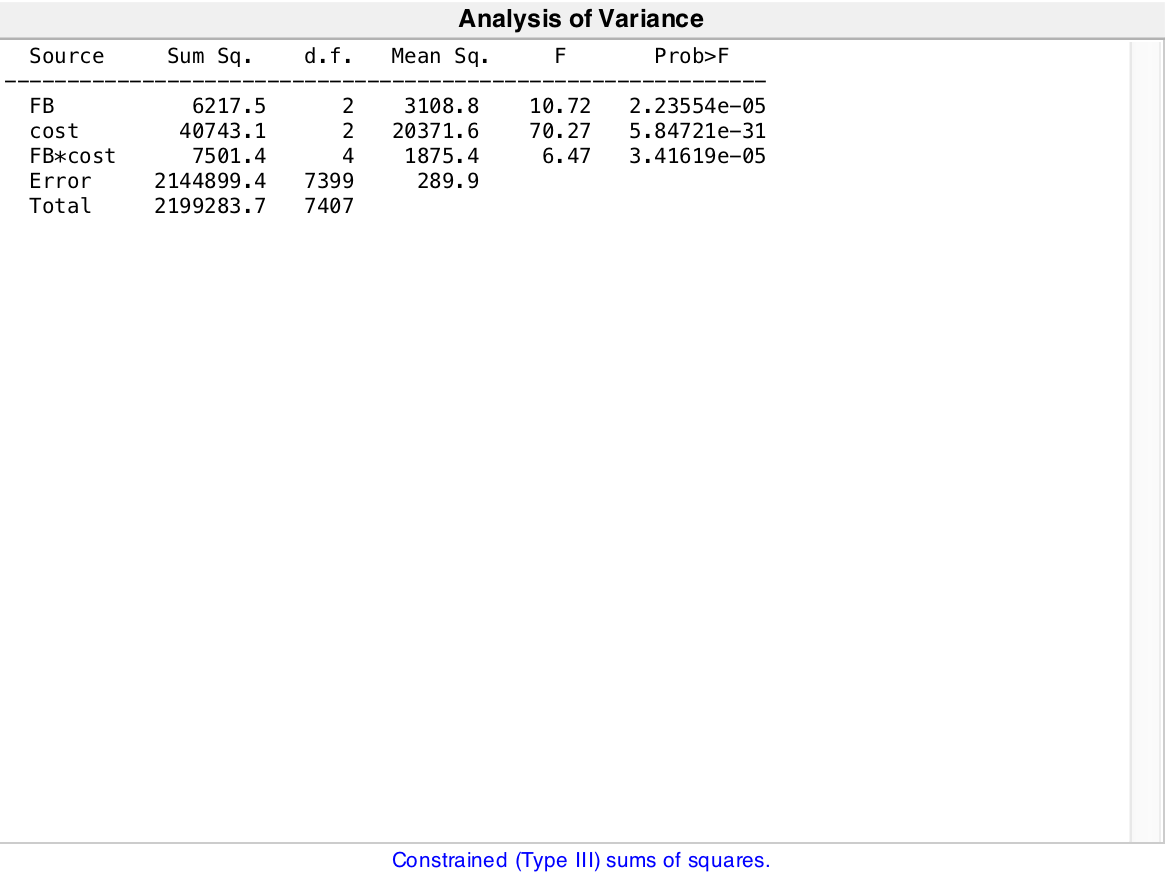 Analysis of Variance
Source Sum Sq. d.f. Mean Sq. F Prob>F
FB 6217.5 2 3108.8 10.72 2.23554e-05
cost 40743.1 2 20371.6 70.27 5.84721e-31
FB*cost 7501.4 4 1875.4 6.47 3.41619e-05
Error 2144899.4 7399 289.9
Total 2199283.7 7407
Constrained (Type III) sums of squares.